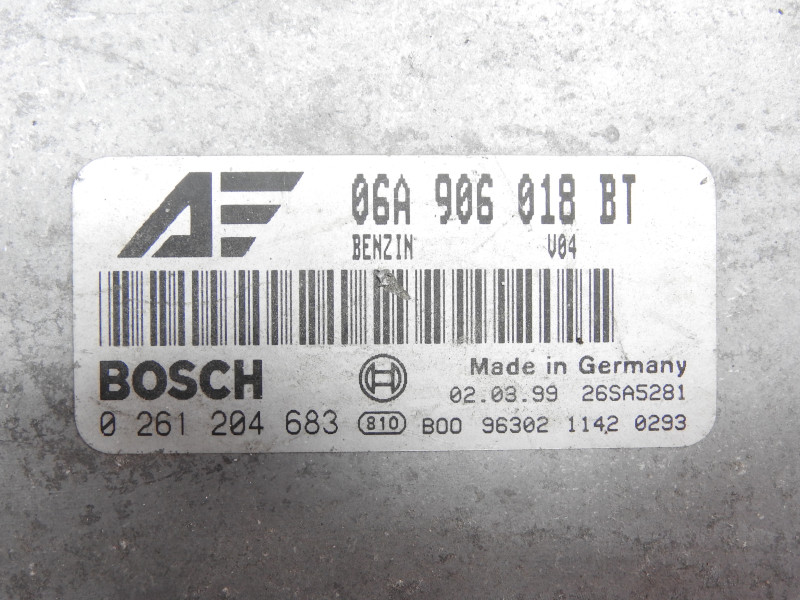 AE 06A 906 018 BT
BENZIN V04
BOSCH Made in Germany
02.03.99 26SA5281
0 261 204 683 810 B00 96302 1142 0293